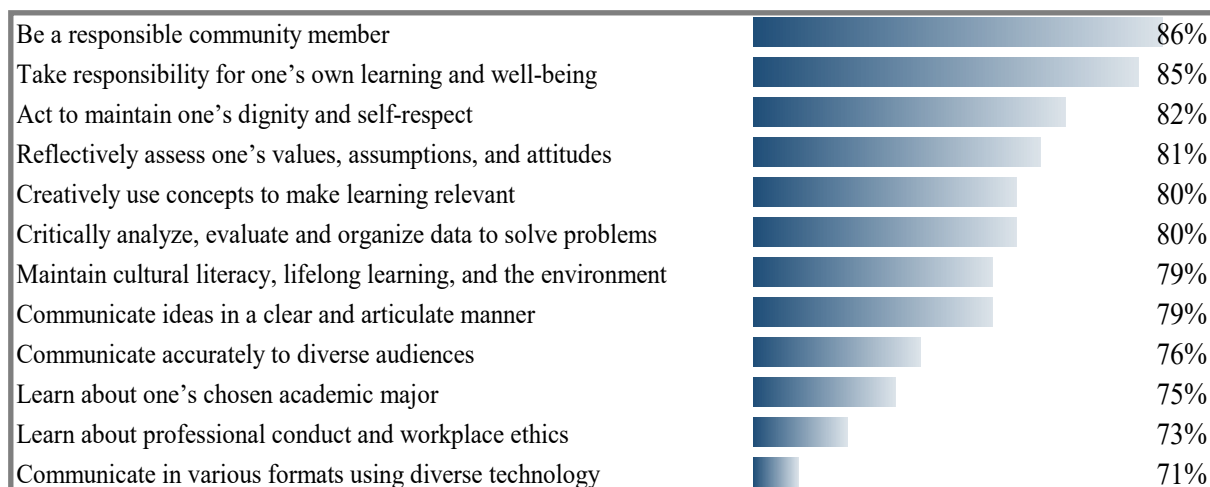 Be a responsible community member 86%
Take responsibility for one’s own learning and well-being 85%
Act to maintain one’s dignity and self-respect 82%
Reflectively assess one’s values, assumptions, and attitudes 81%
Creatively use concepts to make learning relevant 80%
Critically analyze, evaluate and organize data to solve problems 80%
Maintain cultural literacy, lifelong learning, and the environment 79%
Communicate ideas in a clear and articulate manner 79%
Communicate accurately to diverse audiences 76%
Learn about one’s chosen academic major 75%
Learn about professional conduct and workplace ethics 73%
Communicate in various formats using diverse technology 71%